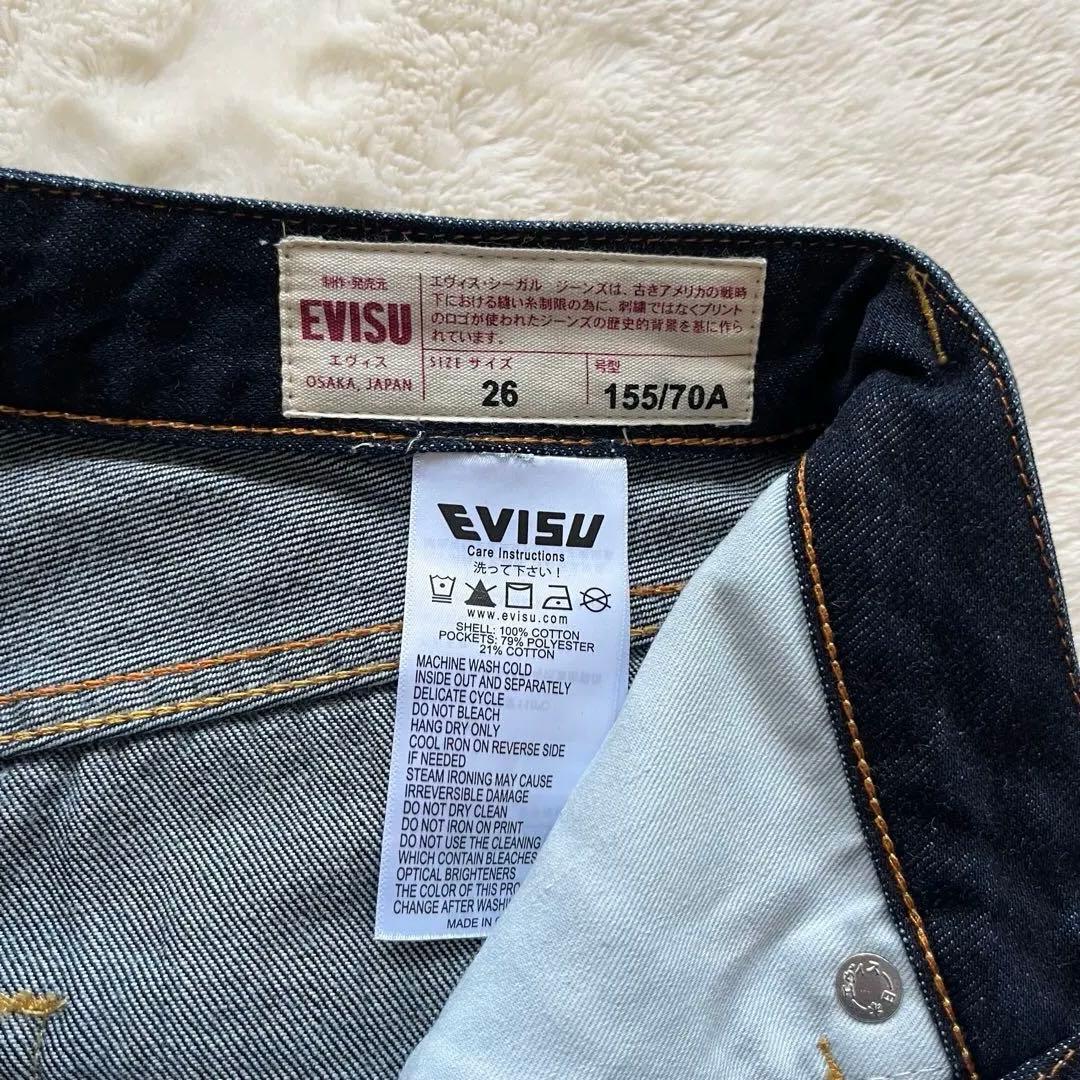 制作・発売元
EVISU
エヴィス
OSAKA, JAPAN
エヴィス・シーガル ジーンズは、古きアメリカの戦時
下における縫い糸制限の為に、刺繍ではなくプリント
のロゴが使われたジーンズの歴史的背景を基に作ら
れています。
SIZE サイズ
26
号型
155/70A
EVISU
Care Instructions
洗って下さい!
www.evisu.com
SHELL: 100% COTTON
POCKETS: 79% POLYESTER
21% COTTON
MACHINE WASH COLD
INSIDE OUT AND SEPARATELY
DELICATE CYCLE
DO NOT BLEACH
HANG DRY ONLY
COOL IRON ON REVERSE SIDE
IF NEEDED
STEAM IRONING MAY CAUSE
IRREVERSIBLE DAMAGE
DO NOT DRY CLEAN
DO NOT IRON ON PRINT
DO NOT USE THE CLEANING
WHICH CONTAIN BLEACHES
OPTICAL BRIGHTENERS
THE COLOR OF THIS
CHANGE AFTER
MADE IN